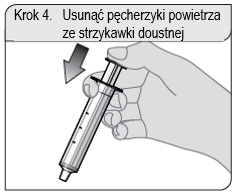 Krok 4. Usunąć pęcherzyki powietrza
ze strzykawki doustnej